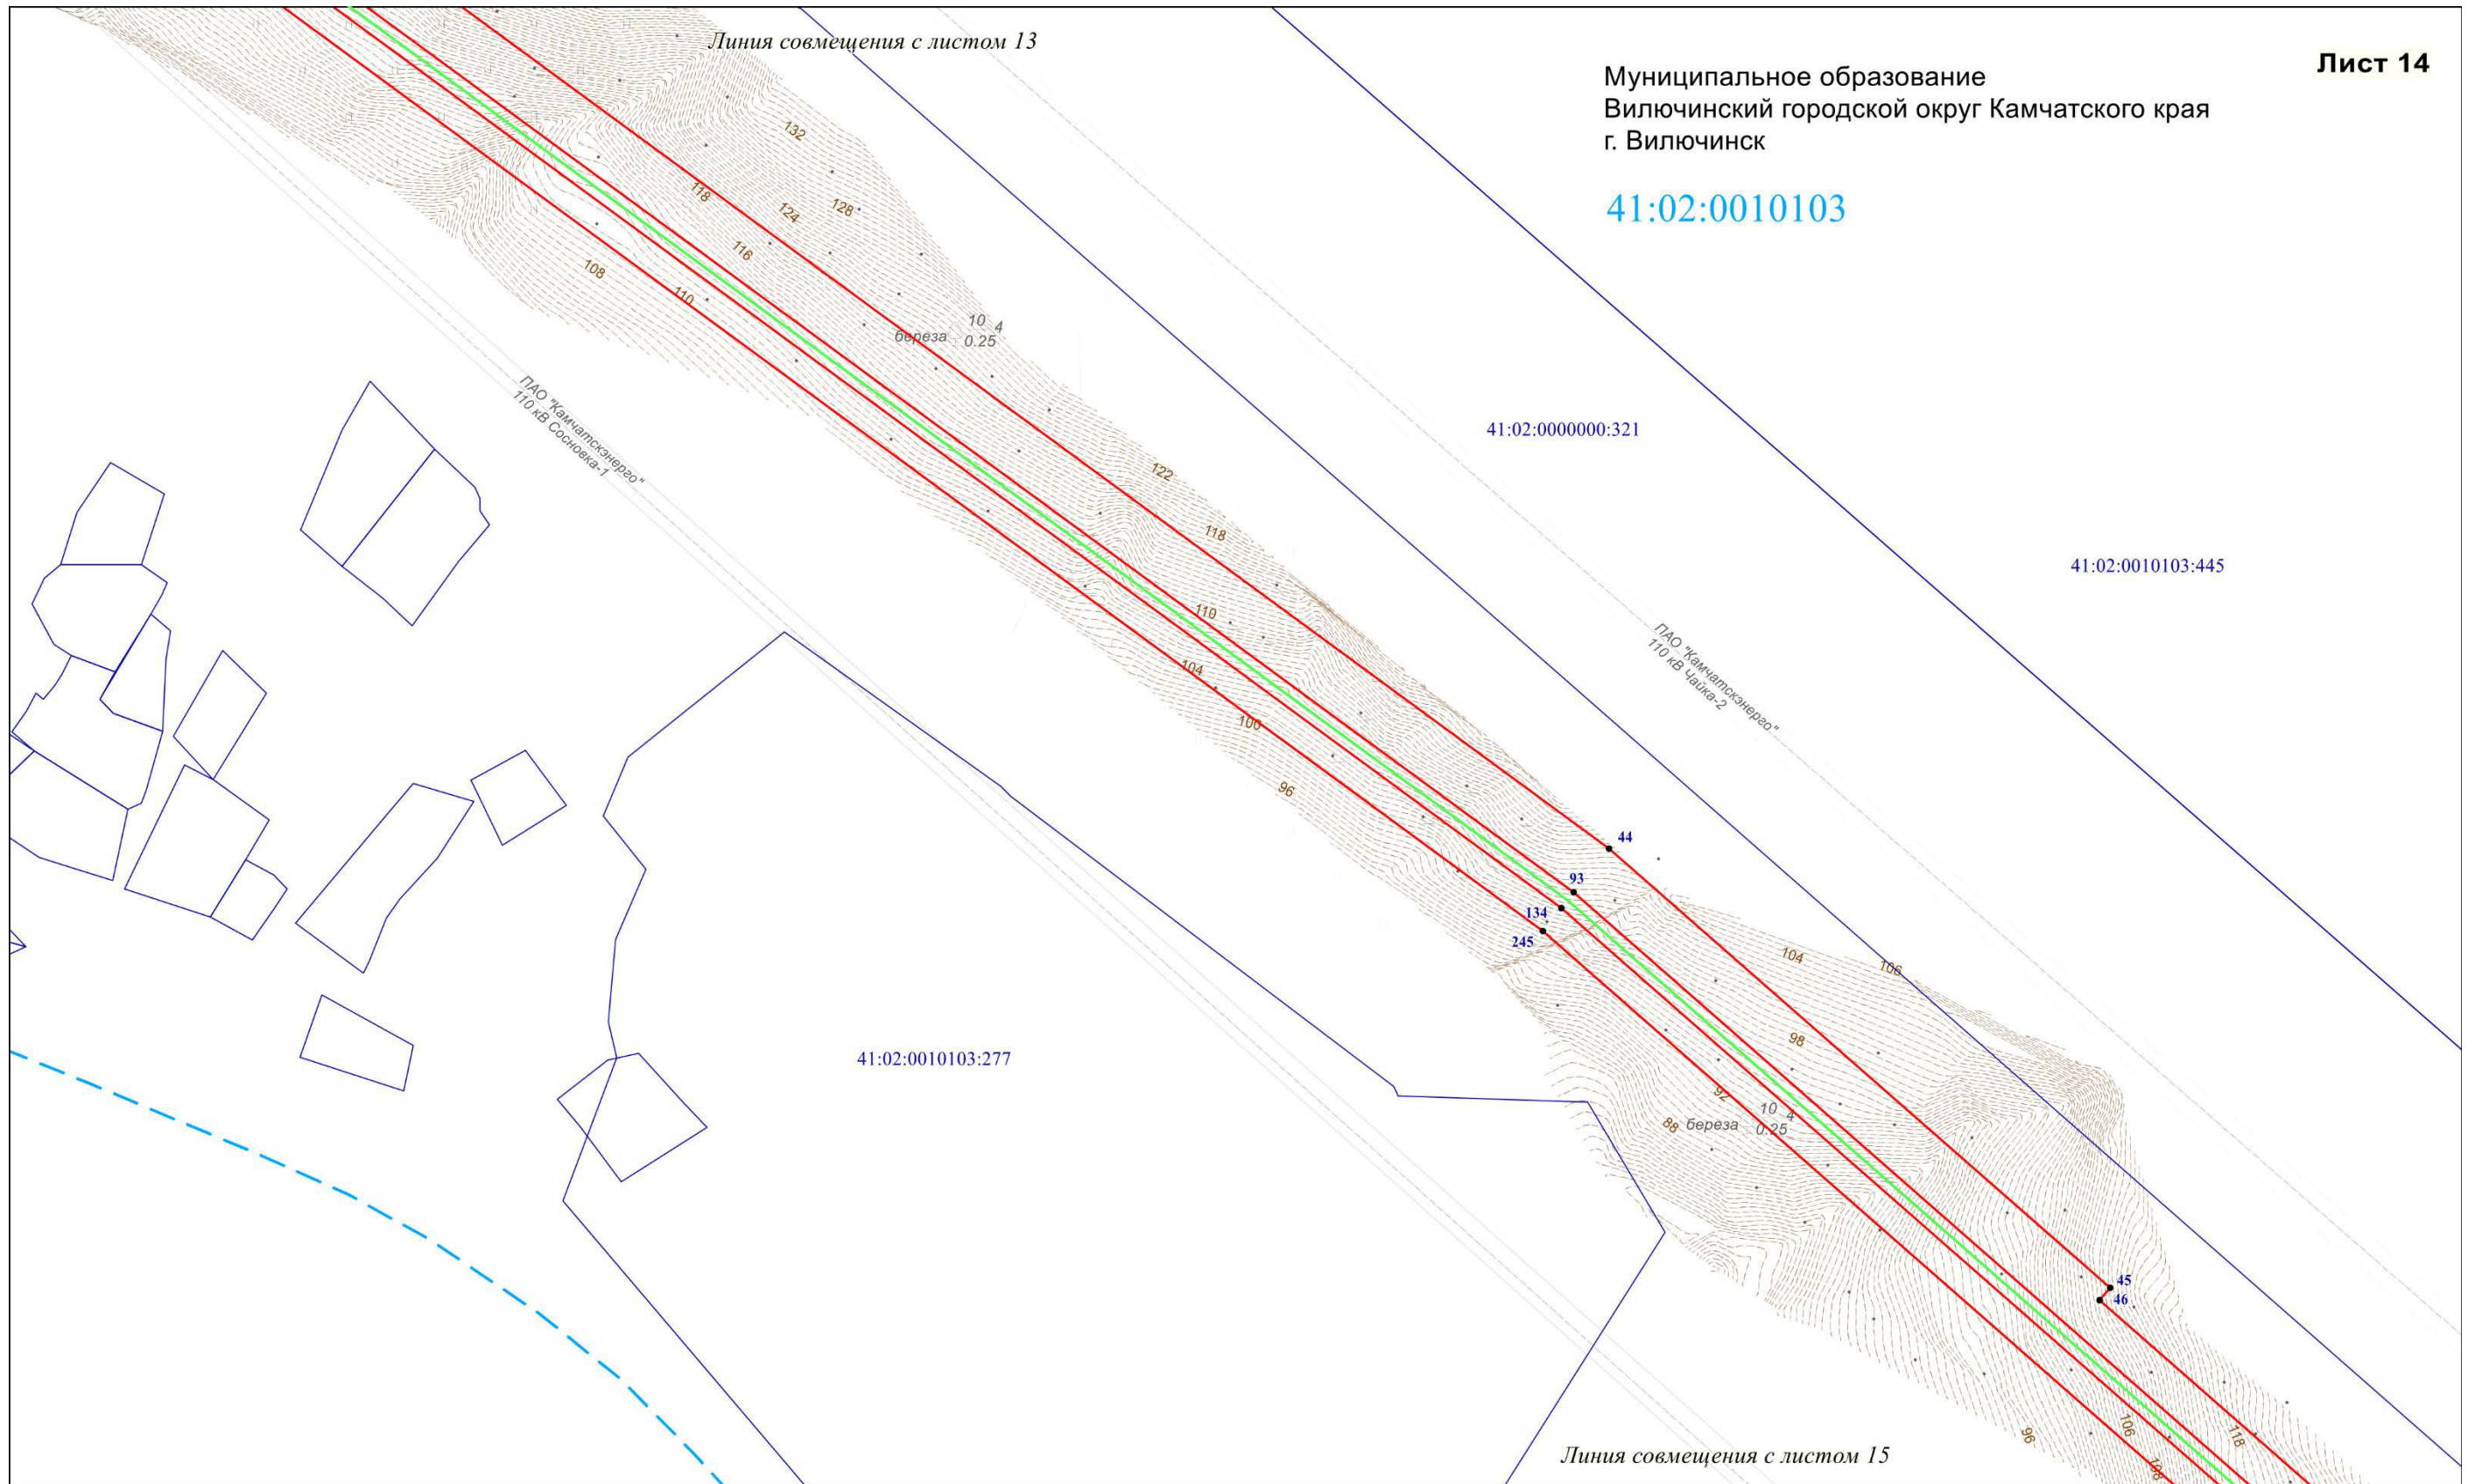 Линия совмещения с листом 13
Лист 14
Муниципальное образование
Вилючинский городской округ Камчатского края
г. Вилючинск
41:02:0010103
132
118
124
128
116
108
110
10 4
береза 0.25
ПАО "Камчатскэнерго"
110 кВ Сосновка-1
41:02:0000000:321
122
118
41:02:0010103:445
110
ПАО "Камчатскэнерго"
110 кВ Чайка-2
104
100
96
44
93
134
245
104
106
98
41:02:0010103:277
92
10 4
88 береза 0.25
45
46
106
118
96
108
Линия совмещения с листом 15